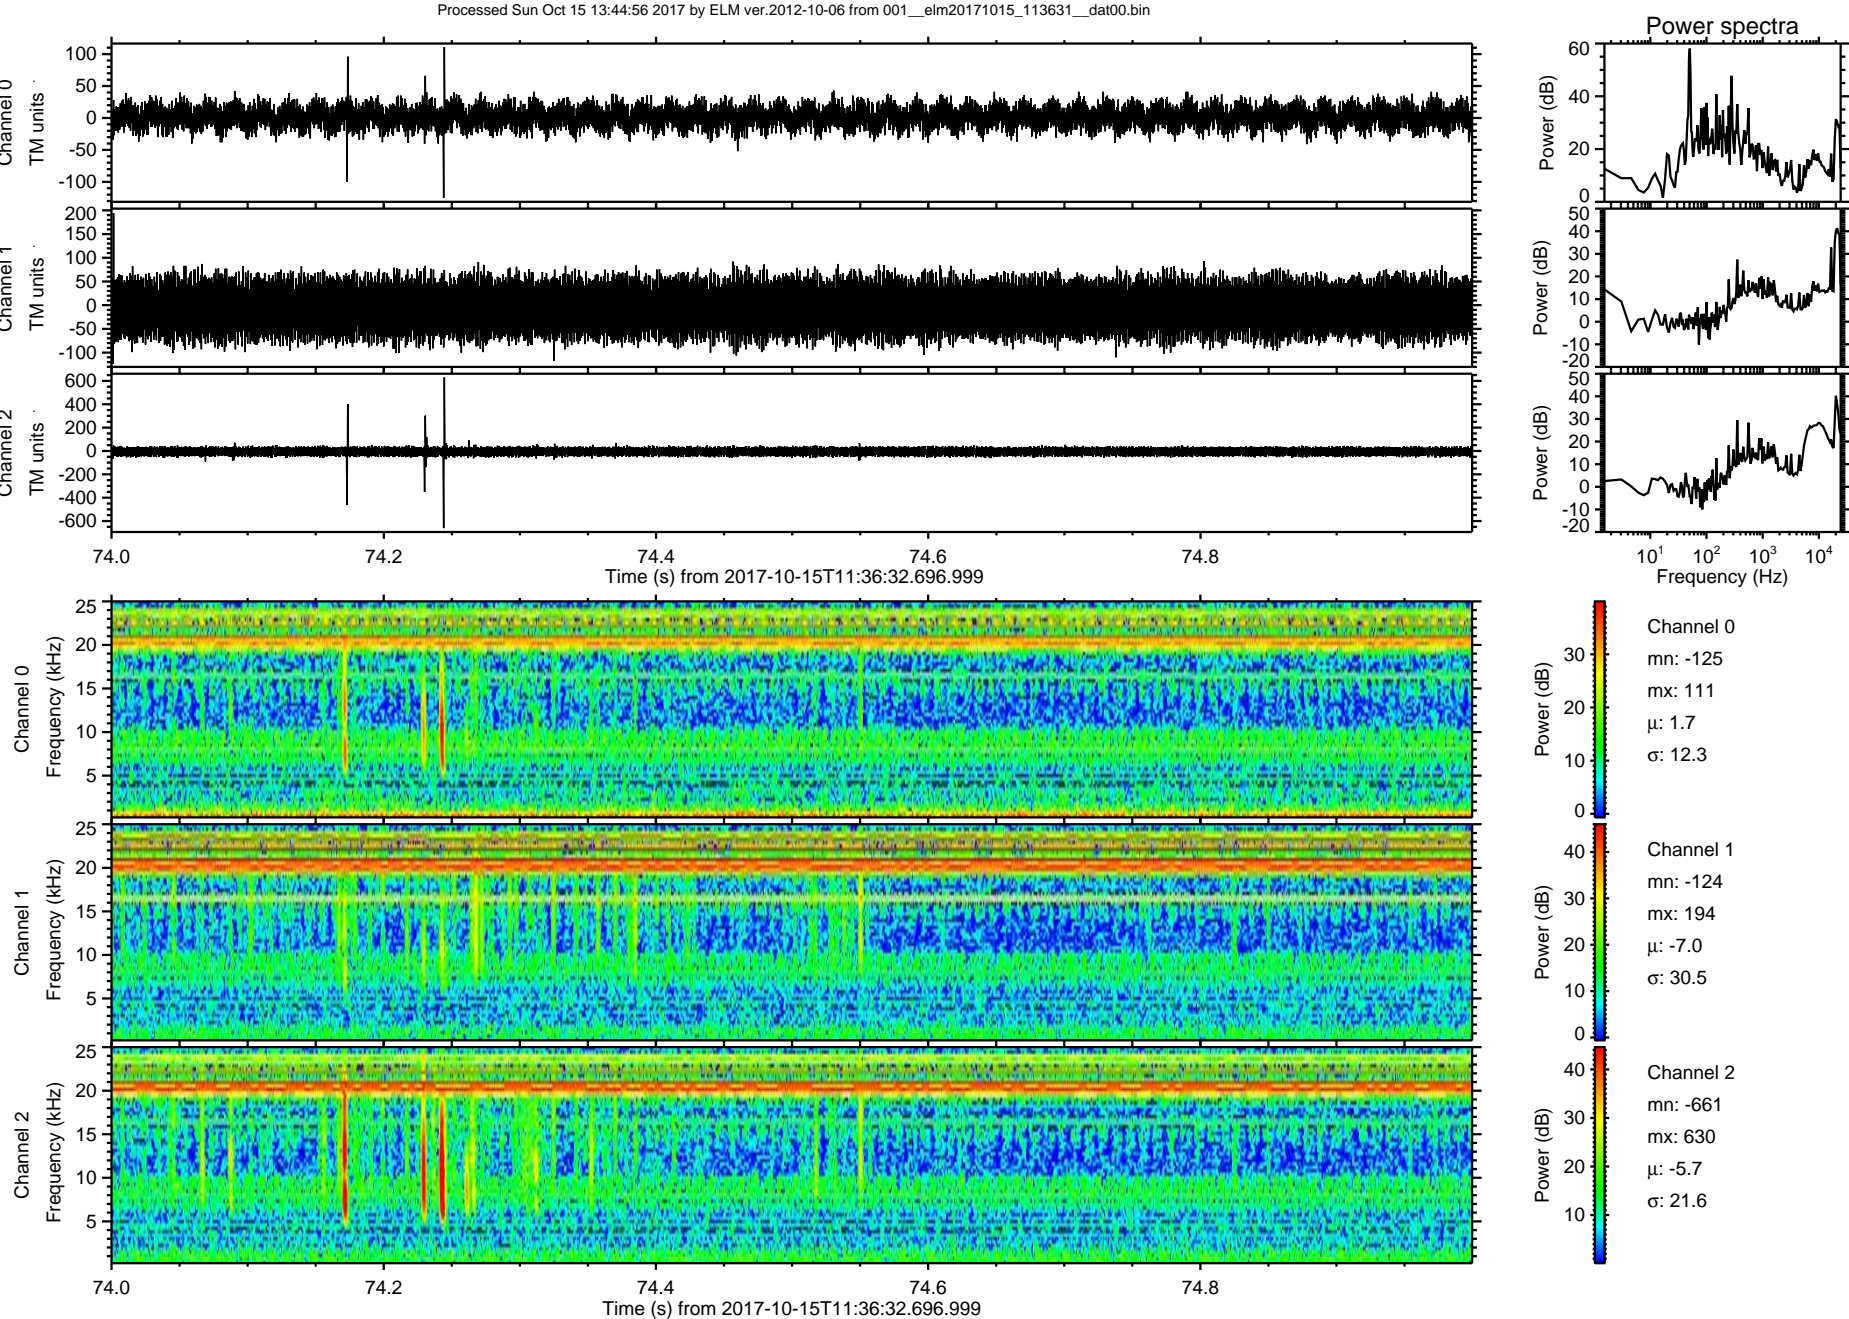 Processed Sun Oct 15 13:44:56 2017 by ELM ver.2012-10-06 from 001__elm20171015_113631__dat00.bin
Power spectra
Channel 0
TM units
100
50
0
-50
-100
Power (dB)
60
40
20
0
Channel 1
TM units
200
150
100
50
0
-50
-100
Power (dB)
50
40
30
20
10
0
-10
-20
Channel 2
TM units
600
400
200
0
-200
-400
-600
Power (dB)
50
40
30
20
10
0
-10
-20
74.0 74.2 74.4 74.6 74.8
Time (s) from 2017-10-15T11:36:32.696.999
10¹ 10² 10³ 10⁴
Frequency (Hz)
Channel 0
Frequency (kHz)
25
20
15
10
5
Power (dB)
30
20
10
0
Channel 0
mn: -125
mx: 111
μ: 1.7
σ: 12.3
Channel 1
Frequency (kHz)
25
20
15
10
5
Power (dB)
40
30
20
10
0
Channel 1
mn: -124
mx: 194
μ: -7.0
σ: 30.5
Channel 2
Frequency (kHz)
25
20
15
10
5
Power (dB)
40
30
20
10
Channel 2
mn: -661
mx: 630
μ: -5.7
σ: 21.6
74.0 74.2 74.4 74.6 74.8
Time (s) from 2017-10-15T11:36:32.696.999